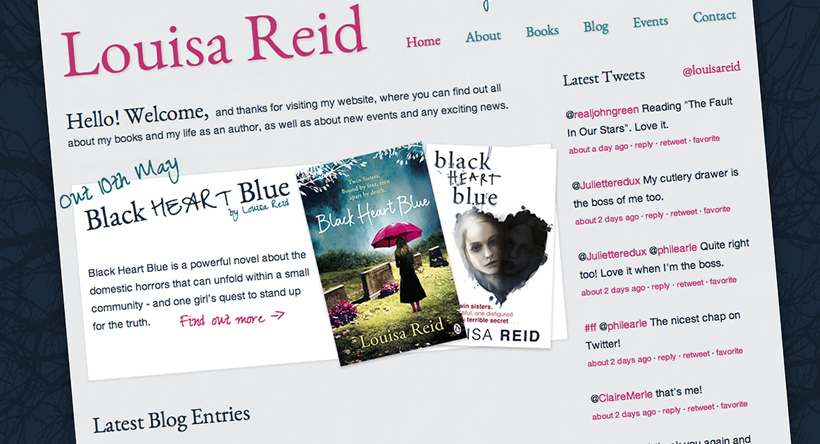 Louisa Reid
Home About Books Blog Events Contact
Hello! Welcome, and thanks for visiting my website, where you can find out all
about my books and my life as an author, as well as about new events and any exciting news.
Out 10th May
Black HEART Blue
by Louisa Reid
Black Heart Blue is a powerful novel about the
domestic horrors that can unfold within a small
community - and one girl's quest to stand up
for the truth.
Find out more →
Twin Sisters.
Bound by fear, torn
apart by death.
Black Heart Blue
Louisa Reid
black
HEART
blue
twin sisters.
one disfigured.
terrible secret...
ISA REID
Latest Blog Entries
Latest Tweets
@louisareid
@realjohngreen Reading "The Fault
In Our Stars". Love it.
about a day ago · reply · retweet · favorite
@Julietteredux My cutlery drawer is
the boss of me too.
about 2 days ago · reply · retweet · favorite
@Julietteredux @philearle Quite right
too! Love it when I'm the boss.
about 2 days ago · reply · retweet · favorite
#ff @philearle The nicest chap on
Twitter!
about 2 days ago · reply · retweet · favorite
@ClaireMerle that's me!
about 2 days ago · reply · retweet · favorite
you again and